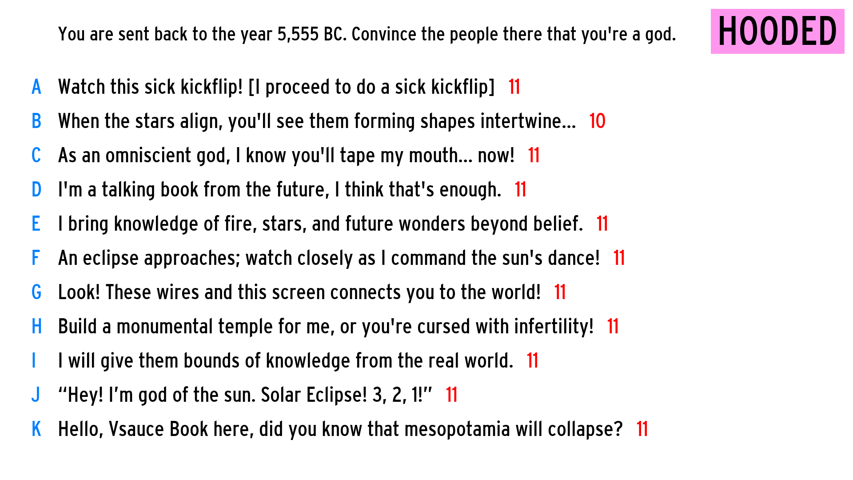 You are sent back to the year 5,555 BC. Convince the people there that you're a god.
HOODED
A Watch this sick kickflip! [I proceed to do a sick kickflip] 11
B When the stars align, you'll see them forming shapes intertwine... 10
C As an omniscient god, I know you'll tape my mouth... now! 11
D I'm a talking book from the future, I think that's enough. 11
E I bring knowledge of fire, stars, and future wonders beyond belief. 11
F An eclipse approaches; watch closely as I command the sun's dance! 11
G Look! These wires and this screen connects you to the world! 11
H Build a monumental temple for me, or you're cursed with infertility! 11
I I will give them bounds of knowledge from the real world. 11
J “Hey! I’m god of the sun. Solar Eclipse! 3, 2, 1!” 11
K Hello, Vsauce Book here, did you know that mesopotamia will collapse? 11